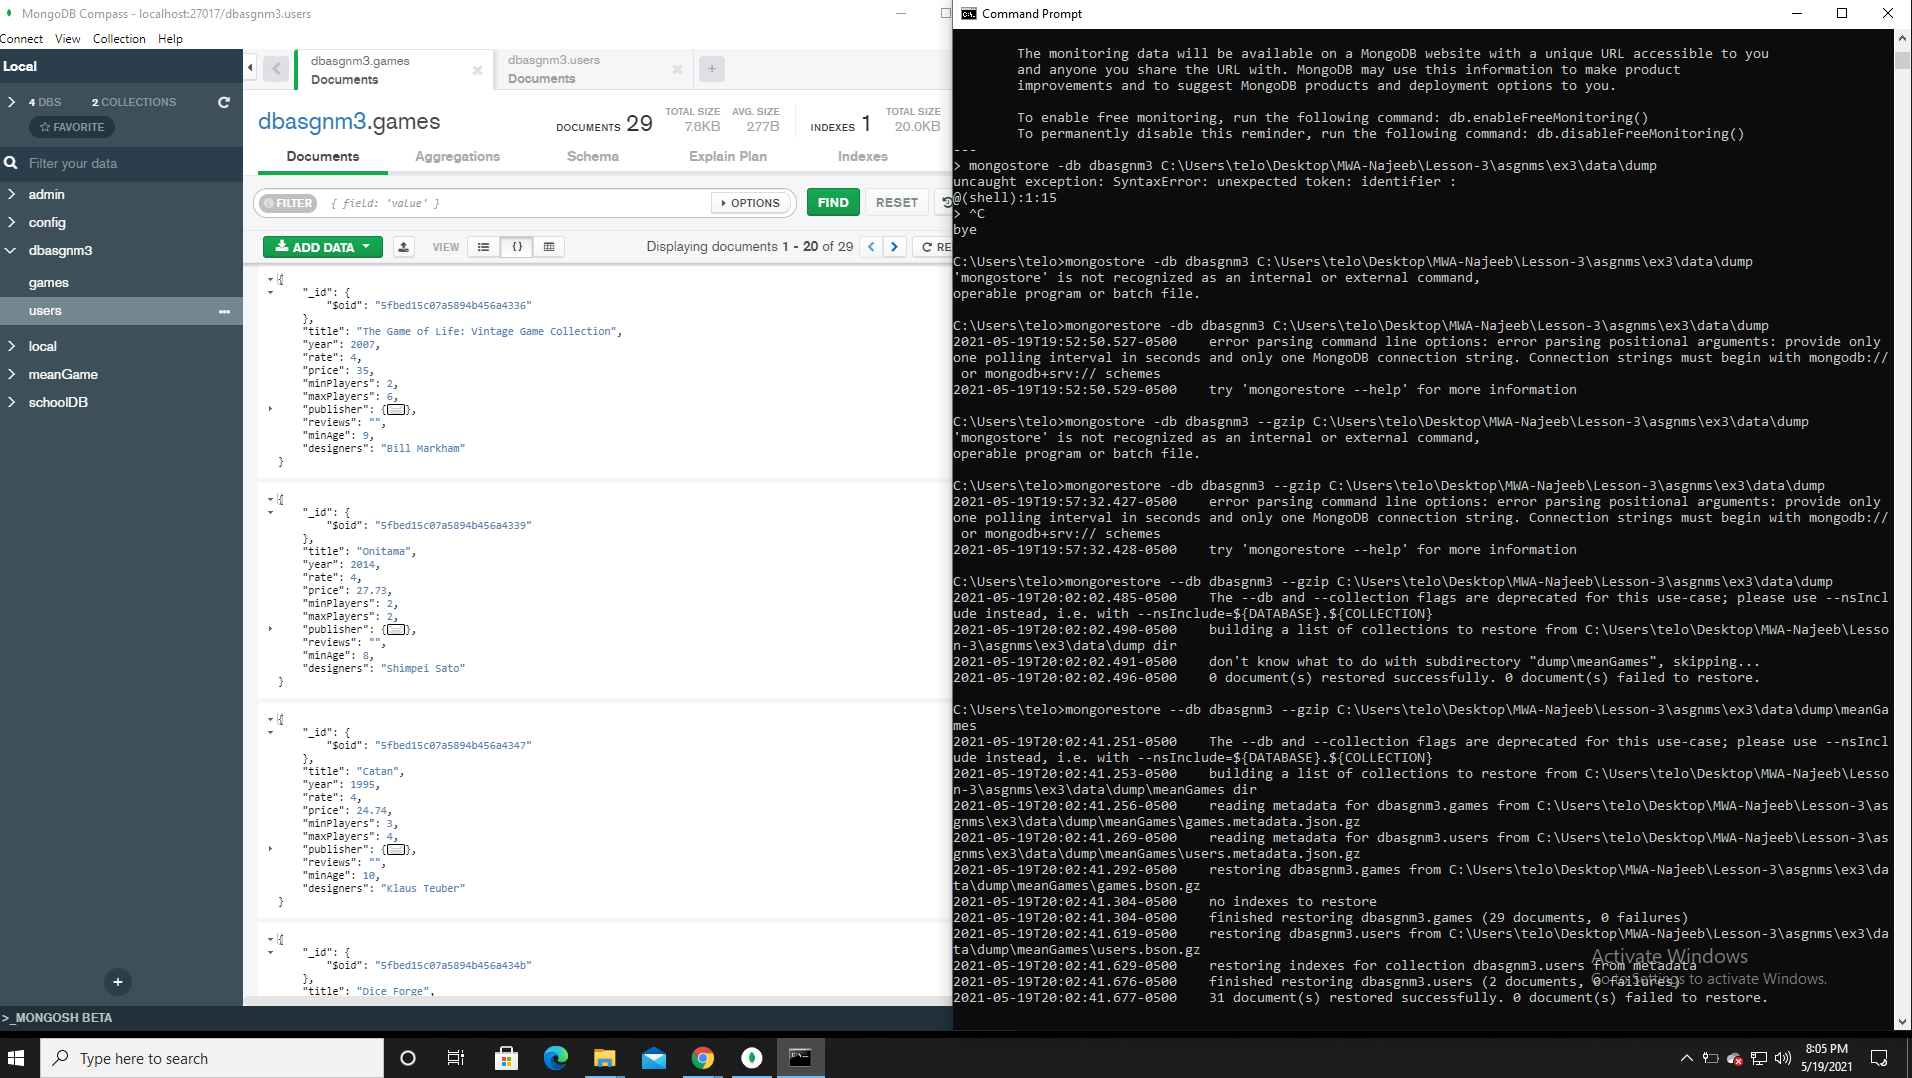 MongoDB Compass - localhost:27017/dbasgnm3.users
Connect View Collection Help
Local
4 DBS 2 COLLECTIONS
FAVORITE
Filter your data
admin
config
dbasgnm3
games
users
local
meanGame
schoolDB
>_MONGOSH BETA
dbasgnm3.games
Documents
dbasgnm3.users
Documents
dbasgnm3.games
DOCUMENTS 29
TOTAL SIZE
7.8KB
AVG. SIZE
277B
INDEXES 1
TOTAL SIZE
20.0KB
Documents Aggregations Schema Explain Plan Indexes
FILTER { field: 'value' } OPTIONS FIND RESET
ADD DATA VIEW {} Displaying documents 1 - 20 of 29 RE
{
"_id": {
"$oid": "5fbed15c07a5894b456a4336"
},
"title": "The Game of Life: Vintage Game Collection",
"year": 2007,
"rate": 4,
"price": 35,
"minPlayers": 2,
"maxPlayers": 6,
"publisher": {},
"reviews": "",
"minAge": 9,
"designers": "Bill Markham"
}
{
"_id": {
"$oid": "5fbed15c07a5894b456a4339"
},
"title": "Onitama",
"year": 2014,
"rate": 4,
"price": 27.73,
"minPlayers": 2,
"maxPlayers": 2,
"publisher": {},
"reviews": "",
"minAge": 8,
"designers": "Shimpei Sato"
}
{
"_id": {
"$oid": "5fbed15c07a5894b456a4347"
},
"title": "Catan",
"year": 1995,
"rate": 4,
"price": 24.74,
"minPlayers": 3,
"maxPlayers": 4,
"publisher": {},
"reviews": "",
"minAge": 10,
"designers": "Klaus Teuber"
}
{
"_id": {
"$oid": "5fbed15c07a5894b456a434b"
},
"title": "Dice Forge",
Command Prompt
The monitoring data will be available on a MongoDB website with a unique URL accessible to you
and anyone you share the URL with. MongoDB may use this information to make product
improvements and to suggest MongoDB products and deployment options to you.
To enable free monitoring, run the following command: db.enableFreeMonitoring()
To permanently disable this reminder, run the following command: db.disableFreeMonitoring()
---
> mongostore -db dbasgnm3 C:\Users\telo\Desktop\MWA-Najeeb\Lesson-3\asgnms\ex3\data\dump
uncaught exception: SyntaxError: unexpected token: identifier :
@(shell):1:15
> ^C
bye
C:\Users\telo>mongostore -db dbasgnm3 C:\Users\telo\Desktop\MWA-Najeeb\Lesson-3\asgnms\ex3\data\dump
'mongostore' is not recognized as an internal or external command,
operable program or batch file.
C:\Users\telo>mongorestore -db dbasgnm3 C:\Users\telo\Desktop\MWA-Najeeb\Lesson-3\asgnms\ex3\data\dump
2021-05-19T19:52:50.527-0500 error parsing command line options: error parsing positional arguments: provide only
one polling interval in seconds and only one MongoDB connection string. Connection strings must begin with mongodb://
or mongodb+srv:// schemes
2021-05-19T19:52:50.529-0500 try 'mongorestore --help' for more information
C:\Users\telo>mongostore -db dbasgnm3 --gzip C:\Users\telo\Desktop\MWA-Najeeb\Lesson-3\asgnms\ex3\data\dump
'mongostore' is not recognized as an internal or external command,
operable program or batch file.
C:\Users\telo>mongorestore -db dbasgnm3 --gzip C:\Users\telo\Desktop\MWA-Najeeb\Lesson-3\asgnms\ex3\data\dump
2021-05-19T19:57:32.427-0500 error parsing command line options: error parsing positional arguments: provide only
one polling interval in seconds and only one MongoDB connection string. Connection strings must begin with mongodb://
or mongodb+srv:// schemes
2021-05-19T19:57:32.428-0500 try 'mongorestore --help' for more information
C:\Users\telo>mongorestore --db dbasgnm3 --gzip C:\Users\telo\Desktop\MWA-Najeeb\Lesson-3\asgnms\ex3\data\dump
2021-05-19T20:02:02.485-0500 The --db and --collection flags are deprecated for this use-case; please use --nsIncl
ude instead, i.e. with --nsInclude=${DATABASE}.${COLLECTION}
2021-05-19T20:02:02.490-0500 building a list of collections to restore from C:\Users\telo\Desktop\MWA-Najeeb\Lesso
n-3\asgnms\ex3\data\dump dir
2021-05-19T20:02:02.491-0500 don't know what to do with subdirectory "dump\meanGames", skipping...
2021-05-19T20:02:02.496-0500 0 document(s) restored successfully. 0 document(s) failed to restore.
C:\Users\telo>mongorestore --db dbasgnm3 --gzip C:\Users\telo\Desktop\MWA-Najeeb\Lesson-3\asgnms\ex3\data\dump\meanGa
mes
2021-05-19T20:02:41.251-0500 The --db and --collection flags are deprecated for this use-case; please use --nsIncl
ude instead, i.e. with --nsInclude=${DATABASE}.${COLLECTION}
2021-05-19T20:02:41.253-0500 building a list of collections to restore from C:\Users\telo\Desktop\MWA-Najeeb\Lesso
n-3\asgnms\ex3\data\dump\meanGames dir
2021-05-19T20:02:41.256-0500 reading metadata for dbasgnm3.games from C:\Users\telo\Desktop\MWA-Najeeb\Lesson-3\as
gnms\ex3\data\dump\meanGames\games.metadata.json.gz
2021-05-19T20:02:41.269-0500 reading metadata for dbasgnm3.users from C:\Users\telo\Desktop\MWA-Najeeb\Lesson-3\as
gnms\ex3\data\dump\meanGames\users.metadata.json.gz
2021-05-19T20:02:41.292-0500 restoring dbasgnm3.games from C:\Users\telo\Desktop\MWA-Najeeb\Lesson-3\asgnms\ex3\da
ta\dump\meanGames\games.bson.gz
2021-05-19T20:02:41.304-0500 no indexes to restore
2021-05-19T20:02:41.304-0500 finished restoring dbasgnm3.games (29 documents, 0 failures)
2021-05-19T20:02:41.619-0500 restoring dbasgnm3.users from C:\Users\telo\Desktop\MWA-Najeeb\Lesson-3\asgnms\ex3\da
ta\dump\meanGames\users.bson.gz
2021-05-19T20:02:41.629-0500 restoring indexes for collection dbasgnm3.users from metadata
2021-05-19T20:02:41.676-0500 finished restoring dbasgnm3.users (2 documents, 0 failures)
2021-05-19T20:02:41.677-0500 31 document(s) restored successfully. 0 document(s) failed to restore.
Activate Windows
Go to Settings to activate Windows.
Type here to search
8:05 PM
5/19/2021